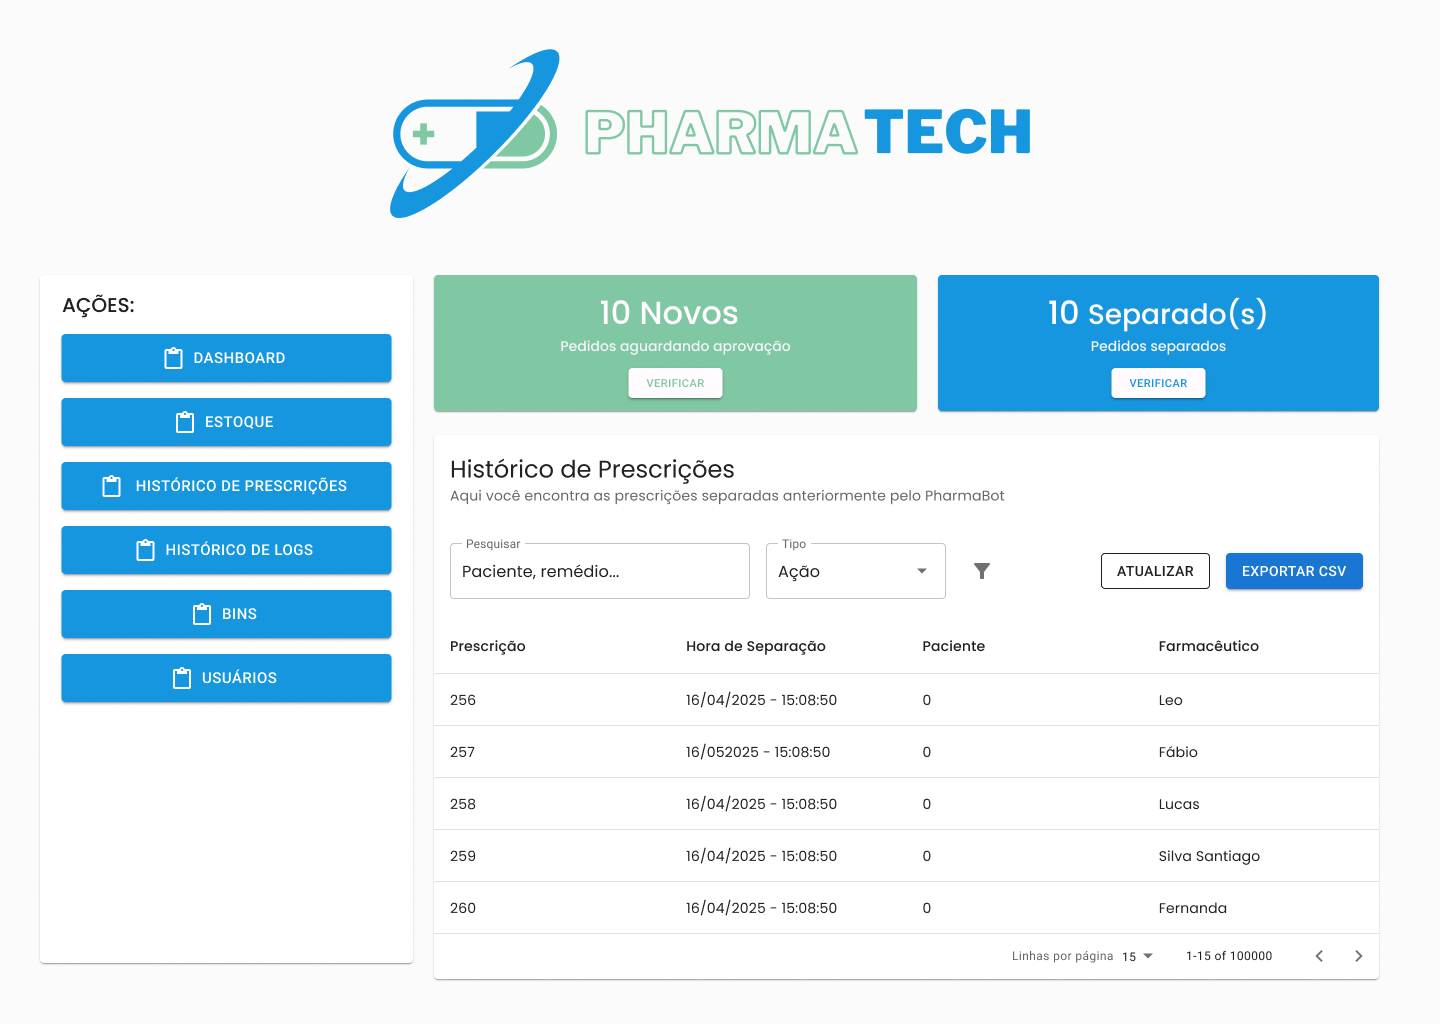 PHARMA TECH
AÇÕES:
DASHBOARD
ESTOQUE
HISTÓRICO DE PRESCRIÇÕES
HISTÓRICO DE LOGS
BINS
USUÁRIOS
10 Novos
Pedidos aguardando aprovação
VERIFICAR
10 Separado(s)
Pedidos separados
VERIFICAR
Histórico de Prescrições
Aqui você encontra as prescrições separadas anteriormente pelo PharmaBot
Pesquisar
Paciente, remédio...
Tipo
Ação
ATUALIZAR
EXPORTAR CSV
Prescrição Hora de Separação Paciente Farmacêutico
256 16/04/2025 - 15:08:50 0 Leo
257 16/052025 - 15:08:50 0 Fábio
258 16/04/2025 - 15:08:50 0 Lucas
259 16/04/2025 - 15:08:50 0 Silva Santiago
260 16/04/2025 - 15:08:50 0 Fernanda
Linhas por página 15 1-15 of 100000